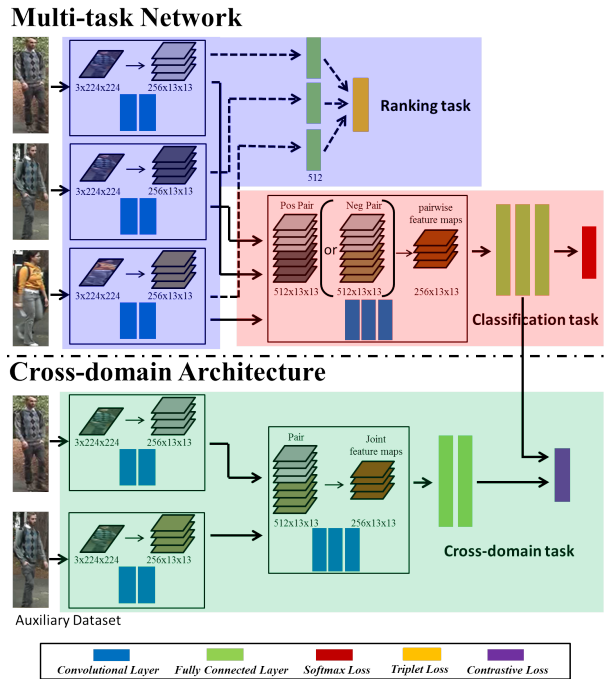 Multi-task Network
3x224x224
256x13x13
Ranking task
3x224x224
256x13x13
512
Pos Pair
Neg Pair
pairwise
feature maps
or
3x224x224
256x13x13
512x13x13
512x13x13
256x13x13
Classification task
Cross-domain Architecture
3x224x224
256x13x13
Pair
Joint
feature maps
512x13x13
256x13x13
3x224x224
256x13x13
Cross-domain task
Auxiliary Dataset
Convolutional Layer
Fully Connected Layer
Softmax Loss
Triplet Loss
Contrastive Loss